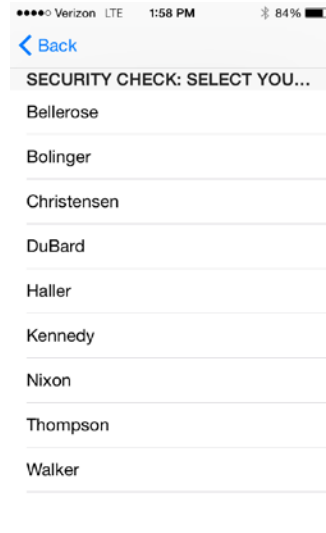 Verizon LTE 1:58 PM 84%
Back
SECURITY CHECK: SELECT YOU...
Bellerose
Bolinger
Christensen
DuBard
Haller
Kennedy
Nixon
Thompson
Walker